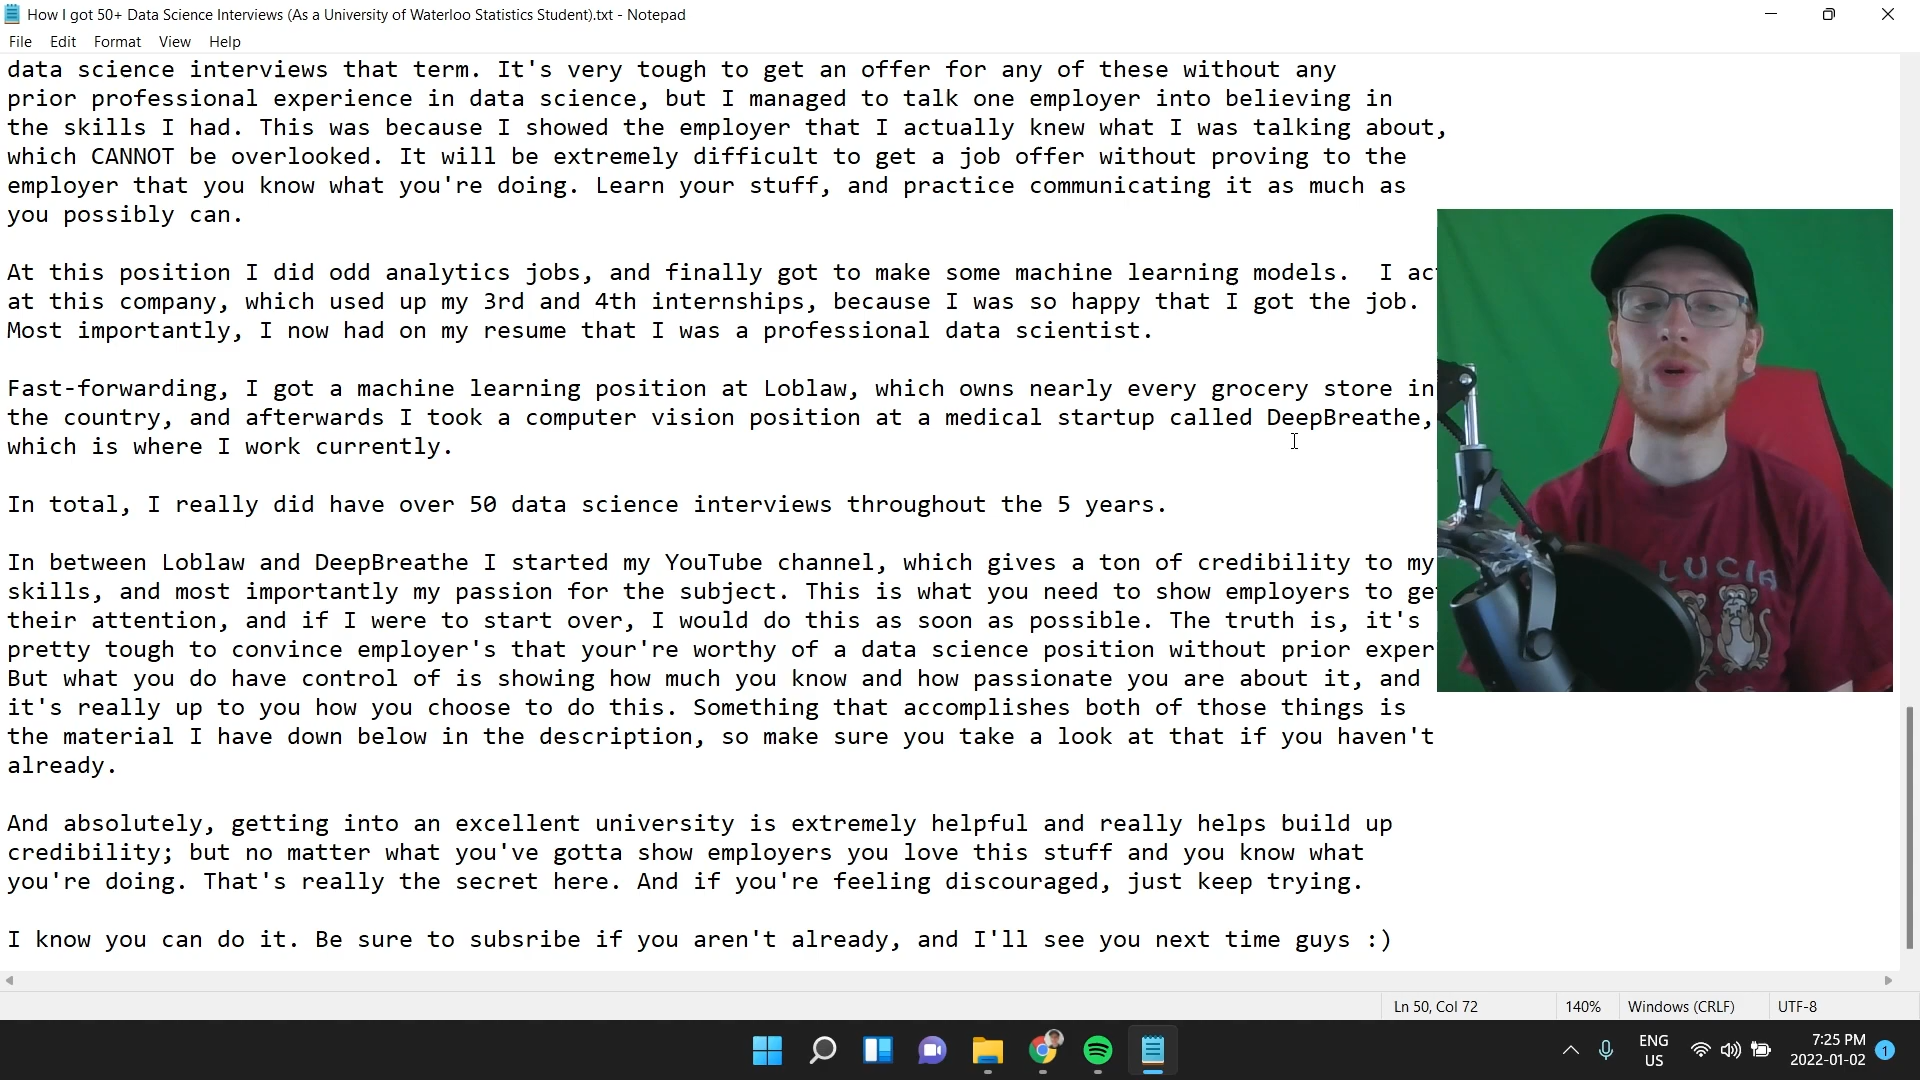 How I got 50+ Data Science Interviews (As a University of Waterloo Statistics Student).txt - Notepad
File Edit Format View Help
data science interviews that term. It's very tough to get an offer for any of these without any
prior professional experience in data science, but I managed to talk one employer into believing in
the skills I had. This was because I showed the employer that I actually knew what I was talking about,
which CANNOT be overlooked. It will be extremely difficult to get a job offer without proving to the
employer that you know what you're doing. Learn your stuff, and practice communicating it as much as
you possibly can.
At this position I did odd analytics jobs, and finally got to make some machine learning models.  I ac
at this company, which used up my 3rd and 4th internships, because I was so happy that I got the job.
Most importantly, I now had on my resume that I was a professional data scientist.
Fast-forwarding, I got a machine learning position at Loblaw, which owns nearly every grocery store in
the country, and afterwards I took a computer vision position at a medical startup called DeepBreathe,
which is where I work currently.
In total, I really did have over 50 data science interviews throughout the 5 years.
In between Loblaw and DeepBreathe I started my YouTube channel, which gives a ton of credibility to my
skills, and most importantly my passion for the subject. This is what you need to show employers to ge
their attention, and if I were to start over, I would do this as soon as possible. The truth is, it's
pretty tough to convince employer's that your're worthy of a data science position without prior exper
But what you do have control of is showing how much you know and how passionate you are about it, and
it's really up to you how you choose to do this. Something that accomplishes both of those things is
the material I have down below in the description, so make sure you take a look at that if you haven't
already.
And absolutely, getting into an excellent university is extremely helpful and really helps build up
credibility; but no matter what you've gotta show employers you love this stuff and you know what
you're doing. That's really the secret here. And if you're feeling discouraged, just keep trying.
I know you can do it. Be sure to subsribe if you aren't already, and I'll see you next time guys :)
LUCIA
Ln 50, Col 72 140% Windows (CRLF) UTF-8
ENG 7:25 PM
US 2022-01-02 1